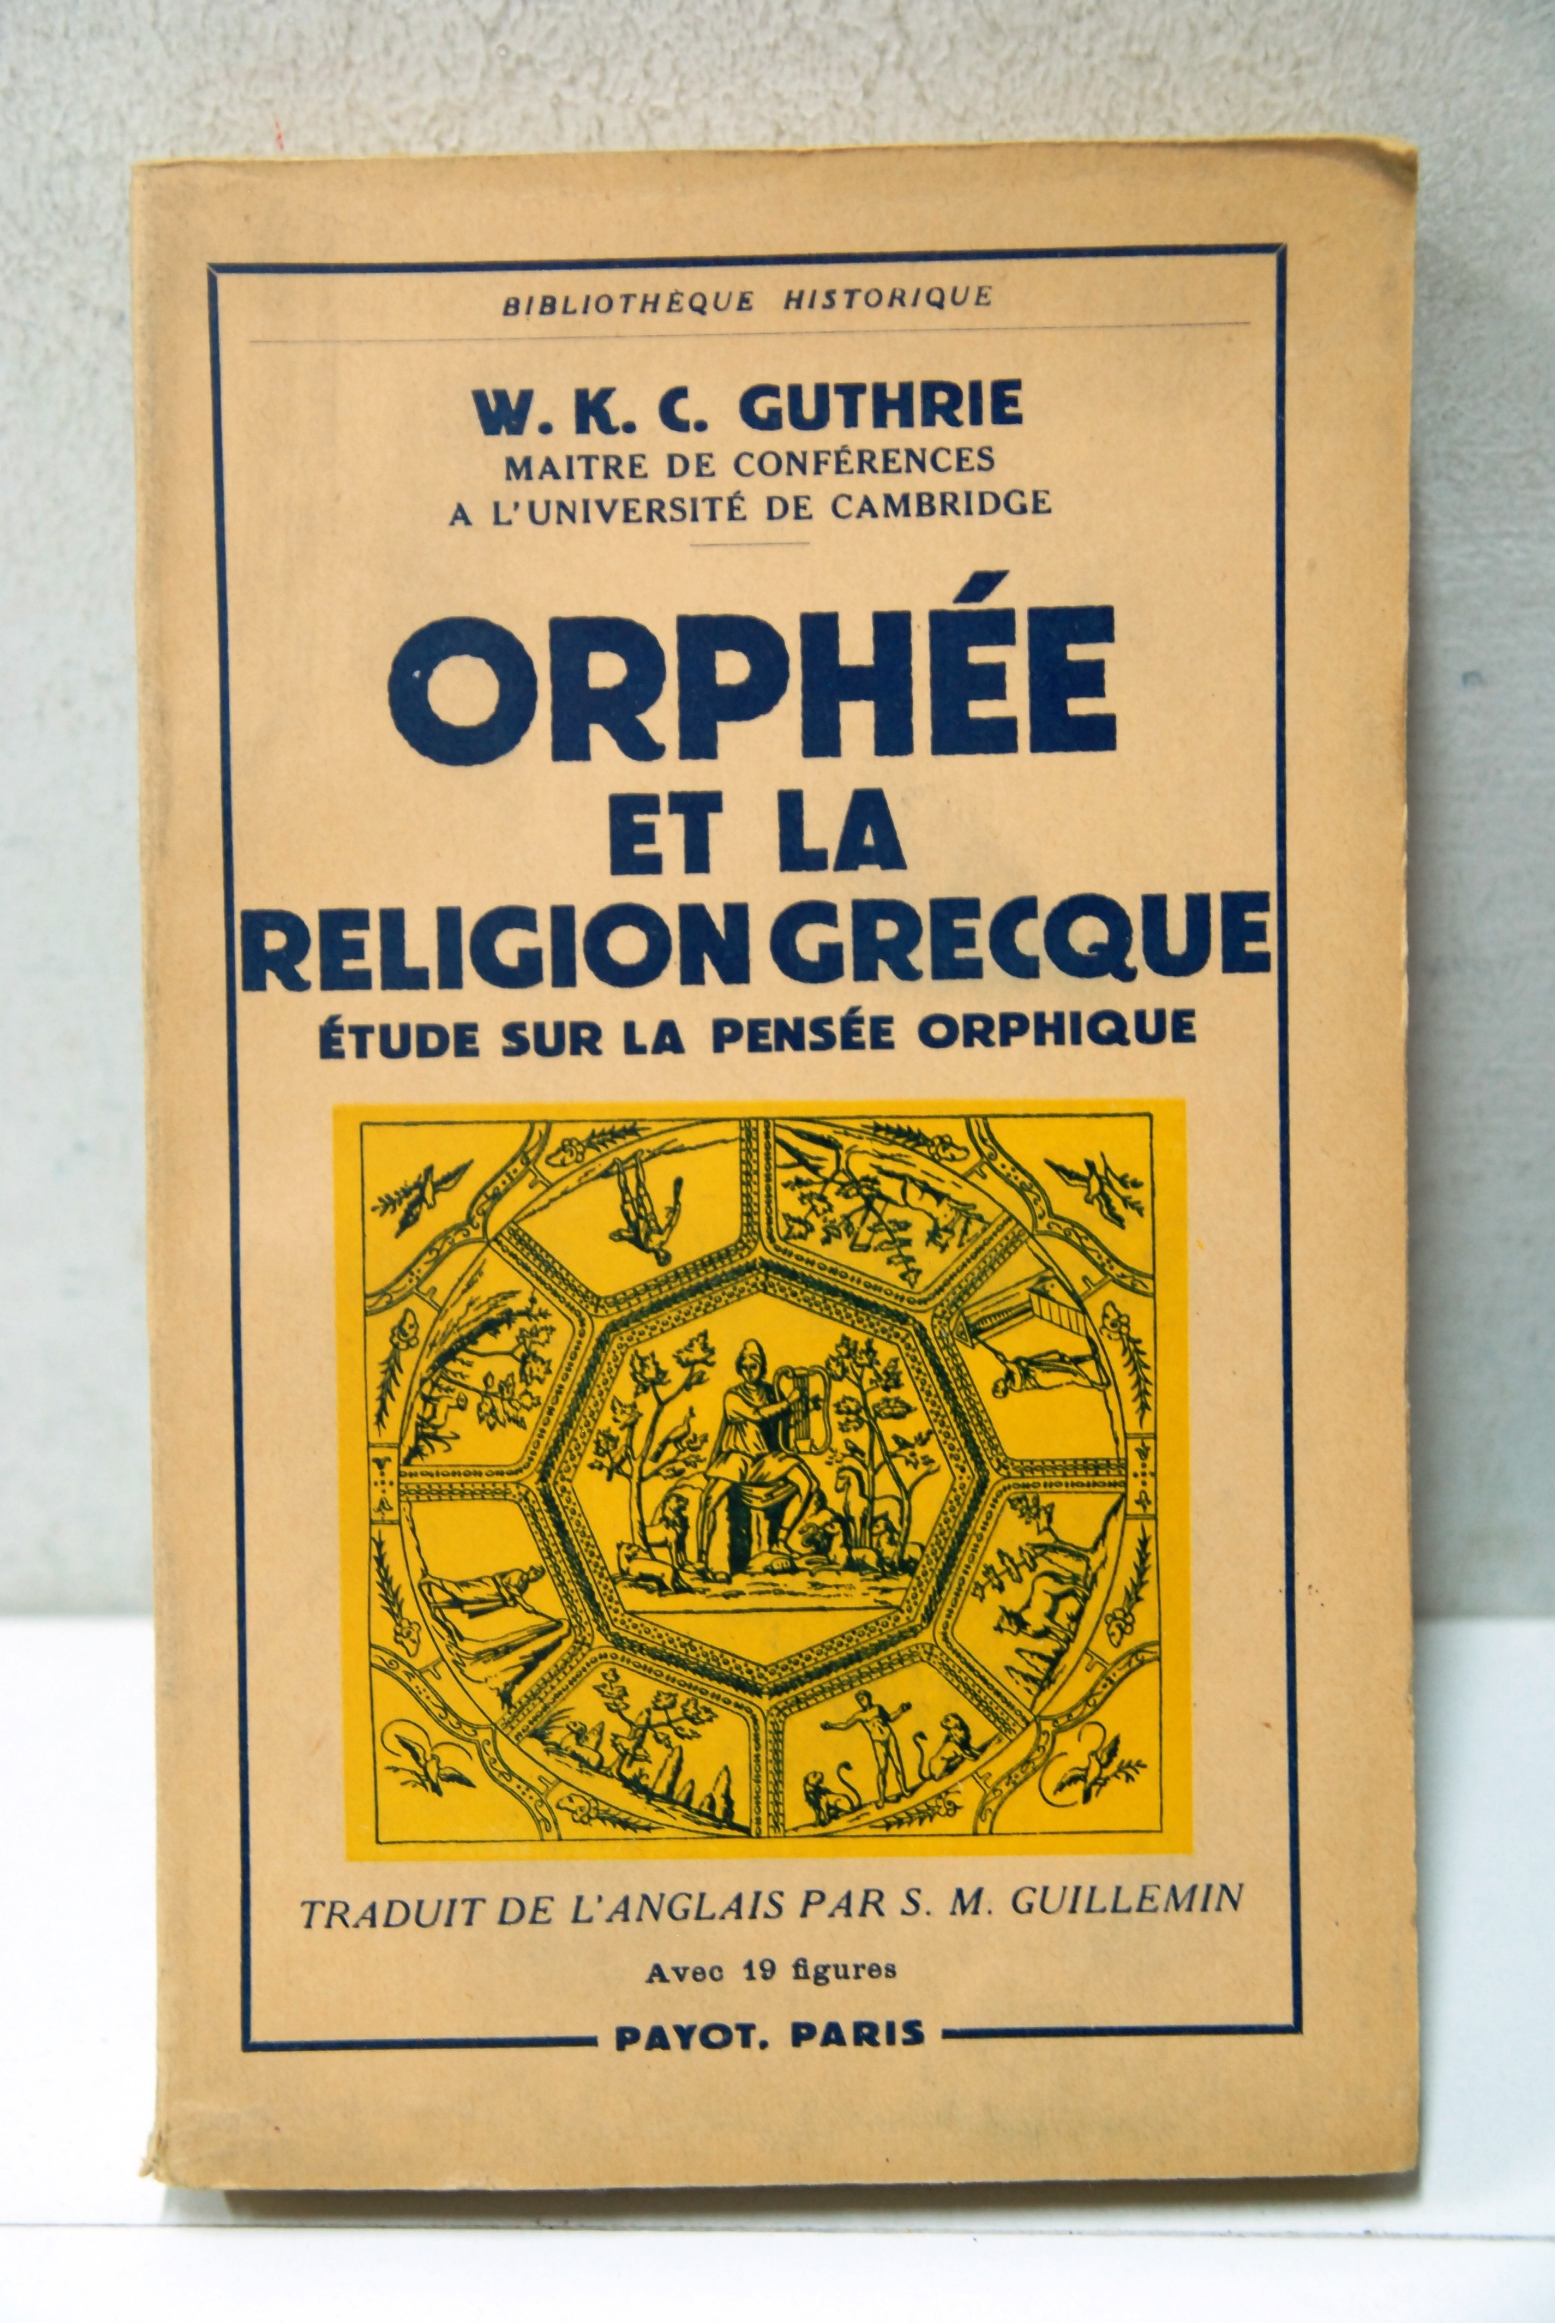 BIBLIOTHÈQUE HISTORIQUE
W. K. C. GUTHRIE
MAITRE DE CONFÉRENCES
A L'UNIVERSITÉ DE CAMBRIDGE
ORPHÉE
ET LA
RELIGION GRECQUE
ÉTUDE SUR LA PENSÉE ORPHIQUE
TRADUIT DE L'ANGLAIS PAR S. M. GUILLEMIN
Avec 19 figures
PAYOT, PARIS